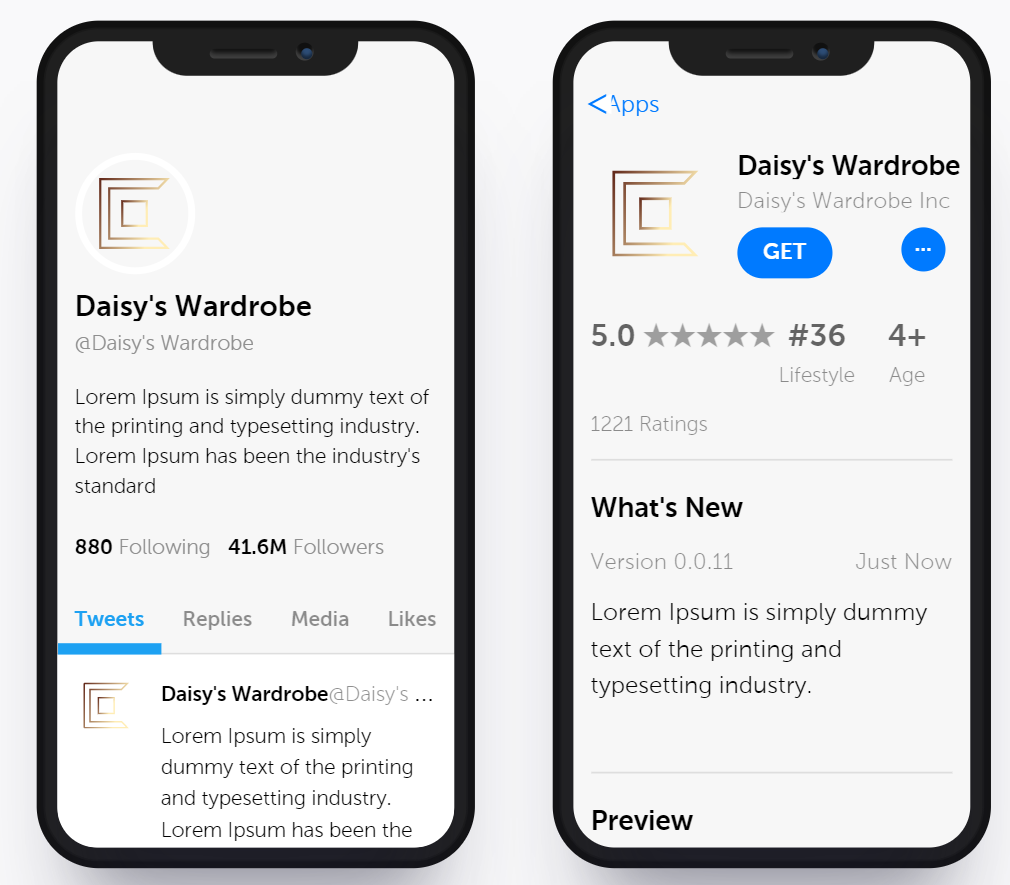 Daisy's Wardrobe
@Daisy's Wardrobe
Lorem Ipsum is simply dummy text of
the printing and typesetting industry.
Lorem Ipsum has been the industry's
standard
880 Following 41.6M Followers
Tweets Replies Media Likes
Daisy's Wardrobe@Daisy's ...
Lorem Ipsum is simply
dummy text of the printing
and typesetting industry.
Lorem Ipsum has been the
<Apps
Daisy's Wardrobe
Daisy's Wardrobe Inc
GET ...
5.0 ★★★★★ #36 4+
Lifestyle Age
1221 Ratings
What's New
Version 0.0.11 Just Now
Lorem Ipsum is simply dummy
text of the printing and
typesetting industry.
Preview